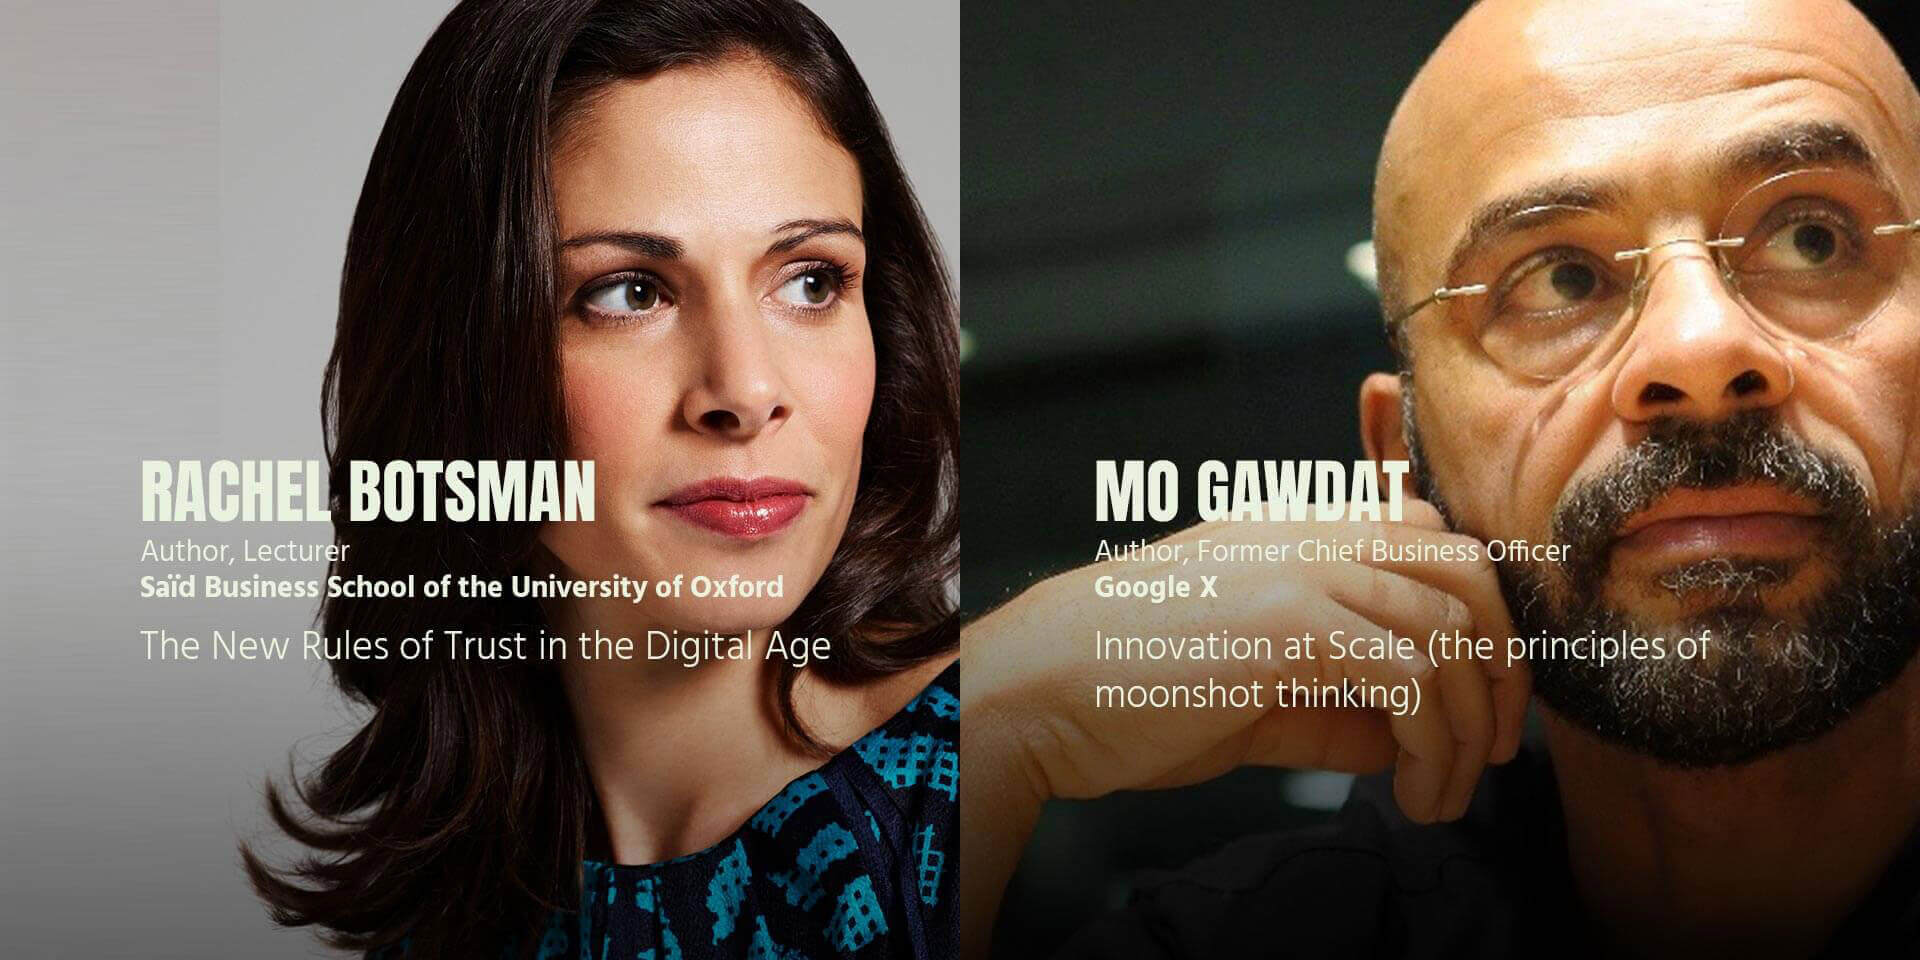 RACHEL BOTSMAN
Author, Lecturer
Saïd Business School of the University of Oxford
The New Rules of Trust in the Digital Age
MO GAWDAT
Author, Former Chief Business Officer
Google X
Innovation at Scale (the principles of
moonshot thinking)